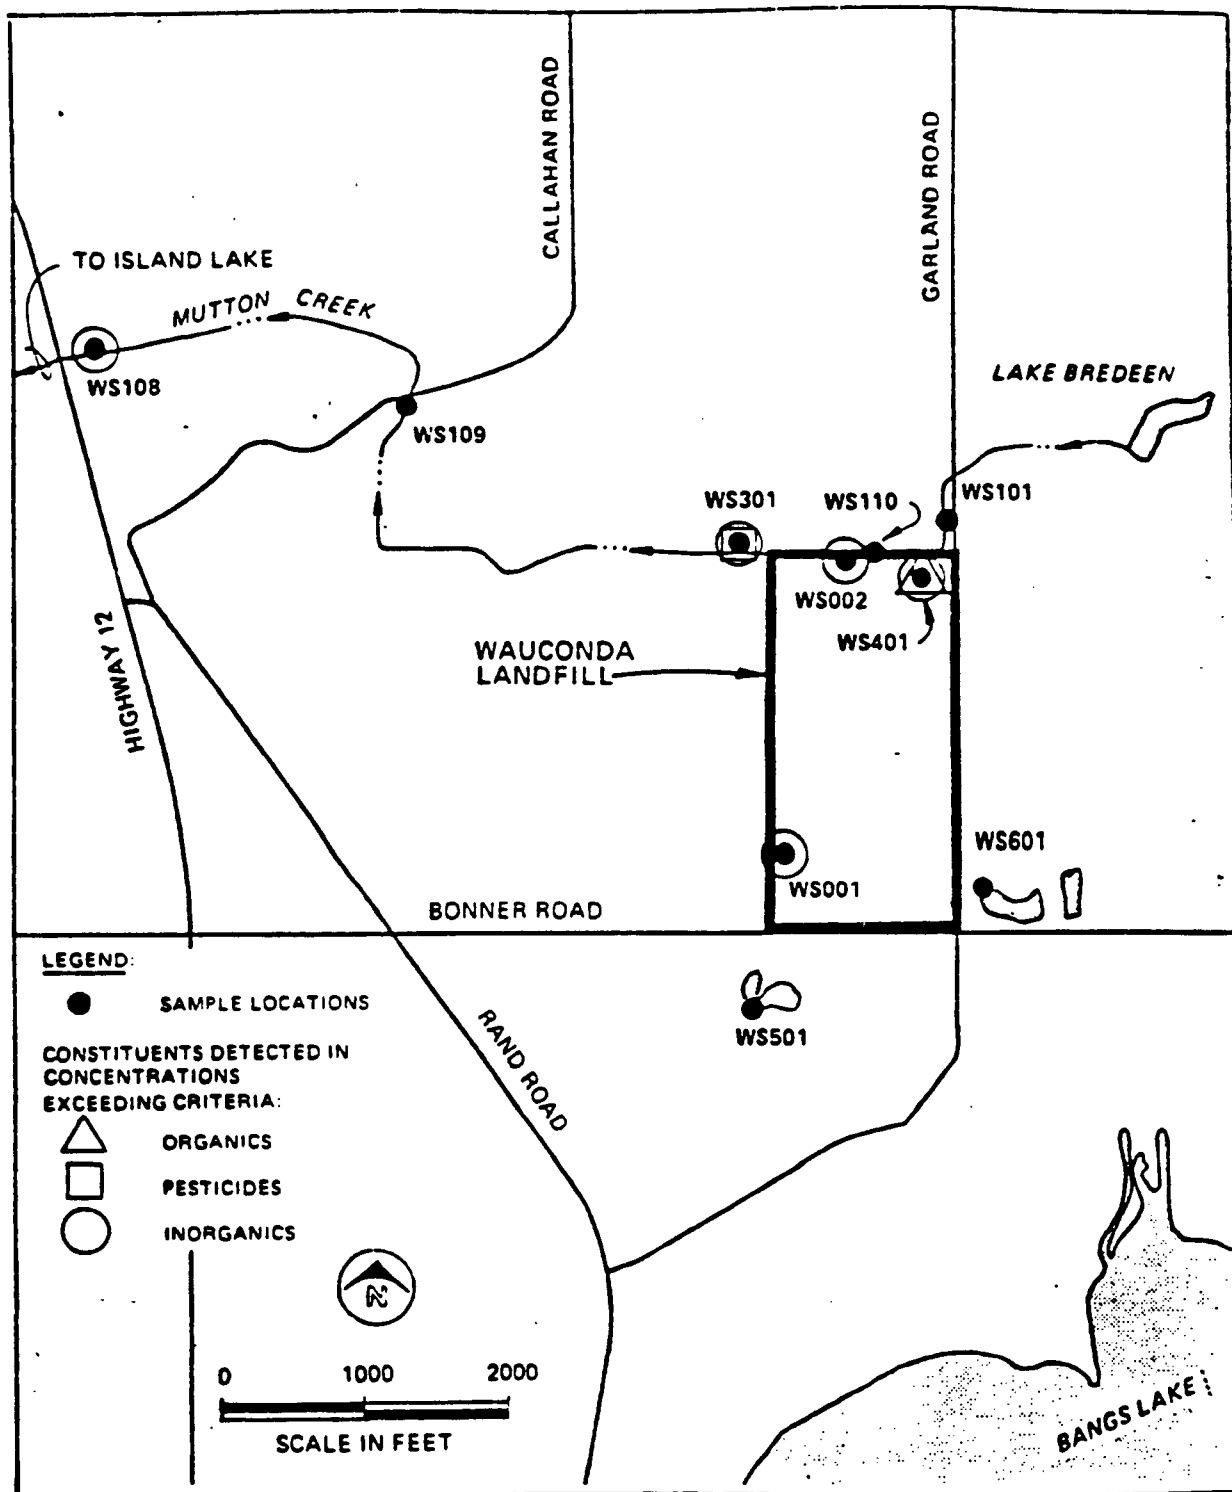 CALLAHAN ROAD
GARLAND ROAD
TO ISLAND LAKE
MUTTON CREEK
WS108
LAKE BREDEEN
WS109
WS301
WS110
WS101
WS002
WS401
WAUCONDA
LANDFILL
HIGHWAY 12
WS601
WS001
BONNER ROAD
LEGEND:
SAMPLE LOCATIONS
WS501
RAND ROAD
CONSTITUENTS DETECTED IN
CONCENTRATIONS
EXCEEDING CRITERIA:
ORGANICS
PESTICIDES
INORGANICS
N
0 1000 2000
SCALE IN FEET
BANGS LAKE